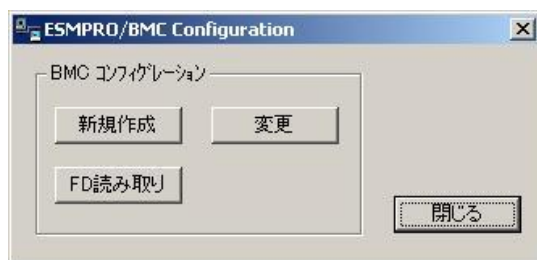 ESMPRO/BMC Configuration
BMC コンフィグレーション
新規作成
変更
FD読み取り
閉じる